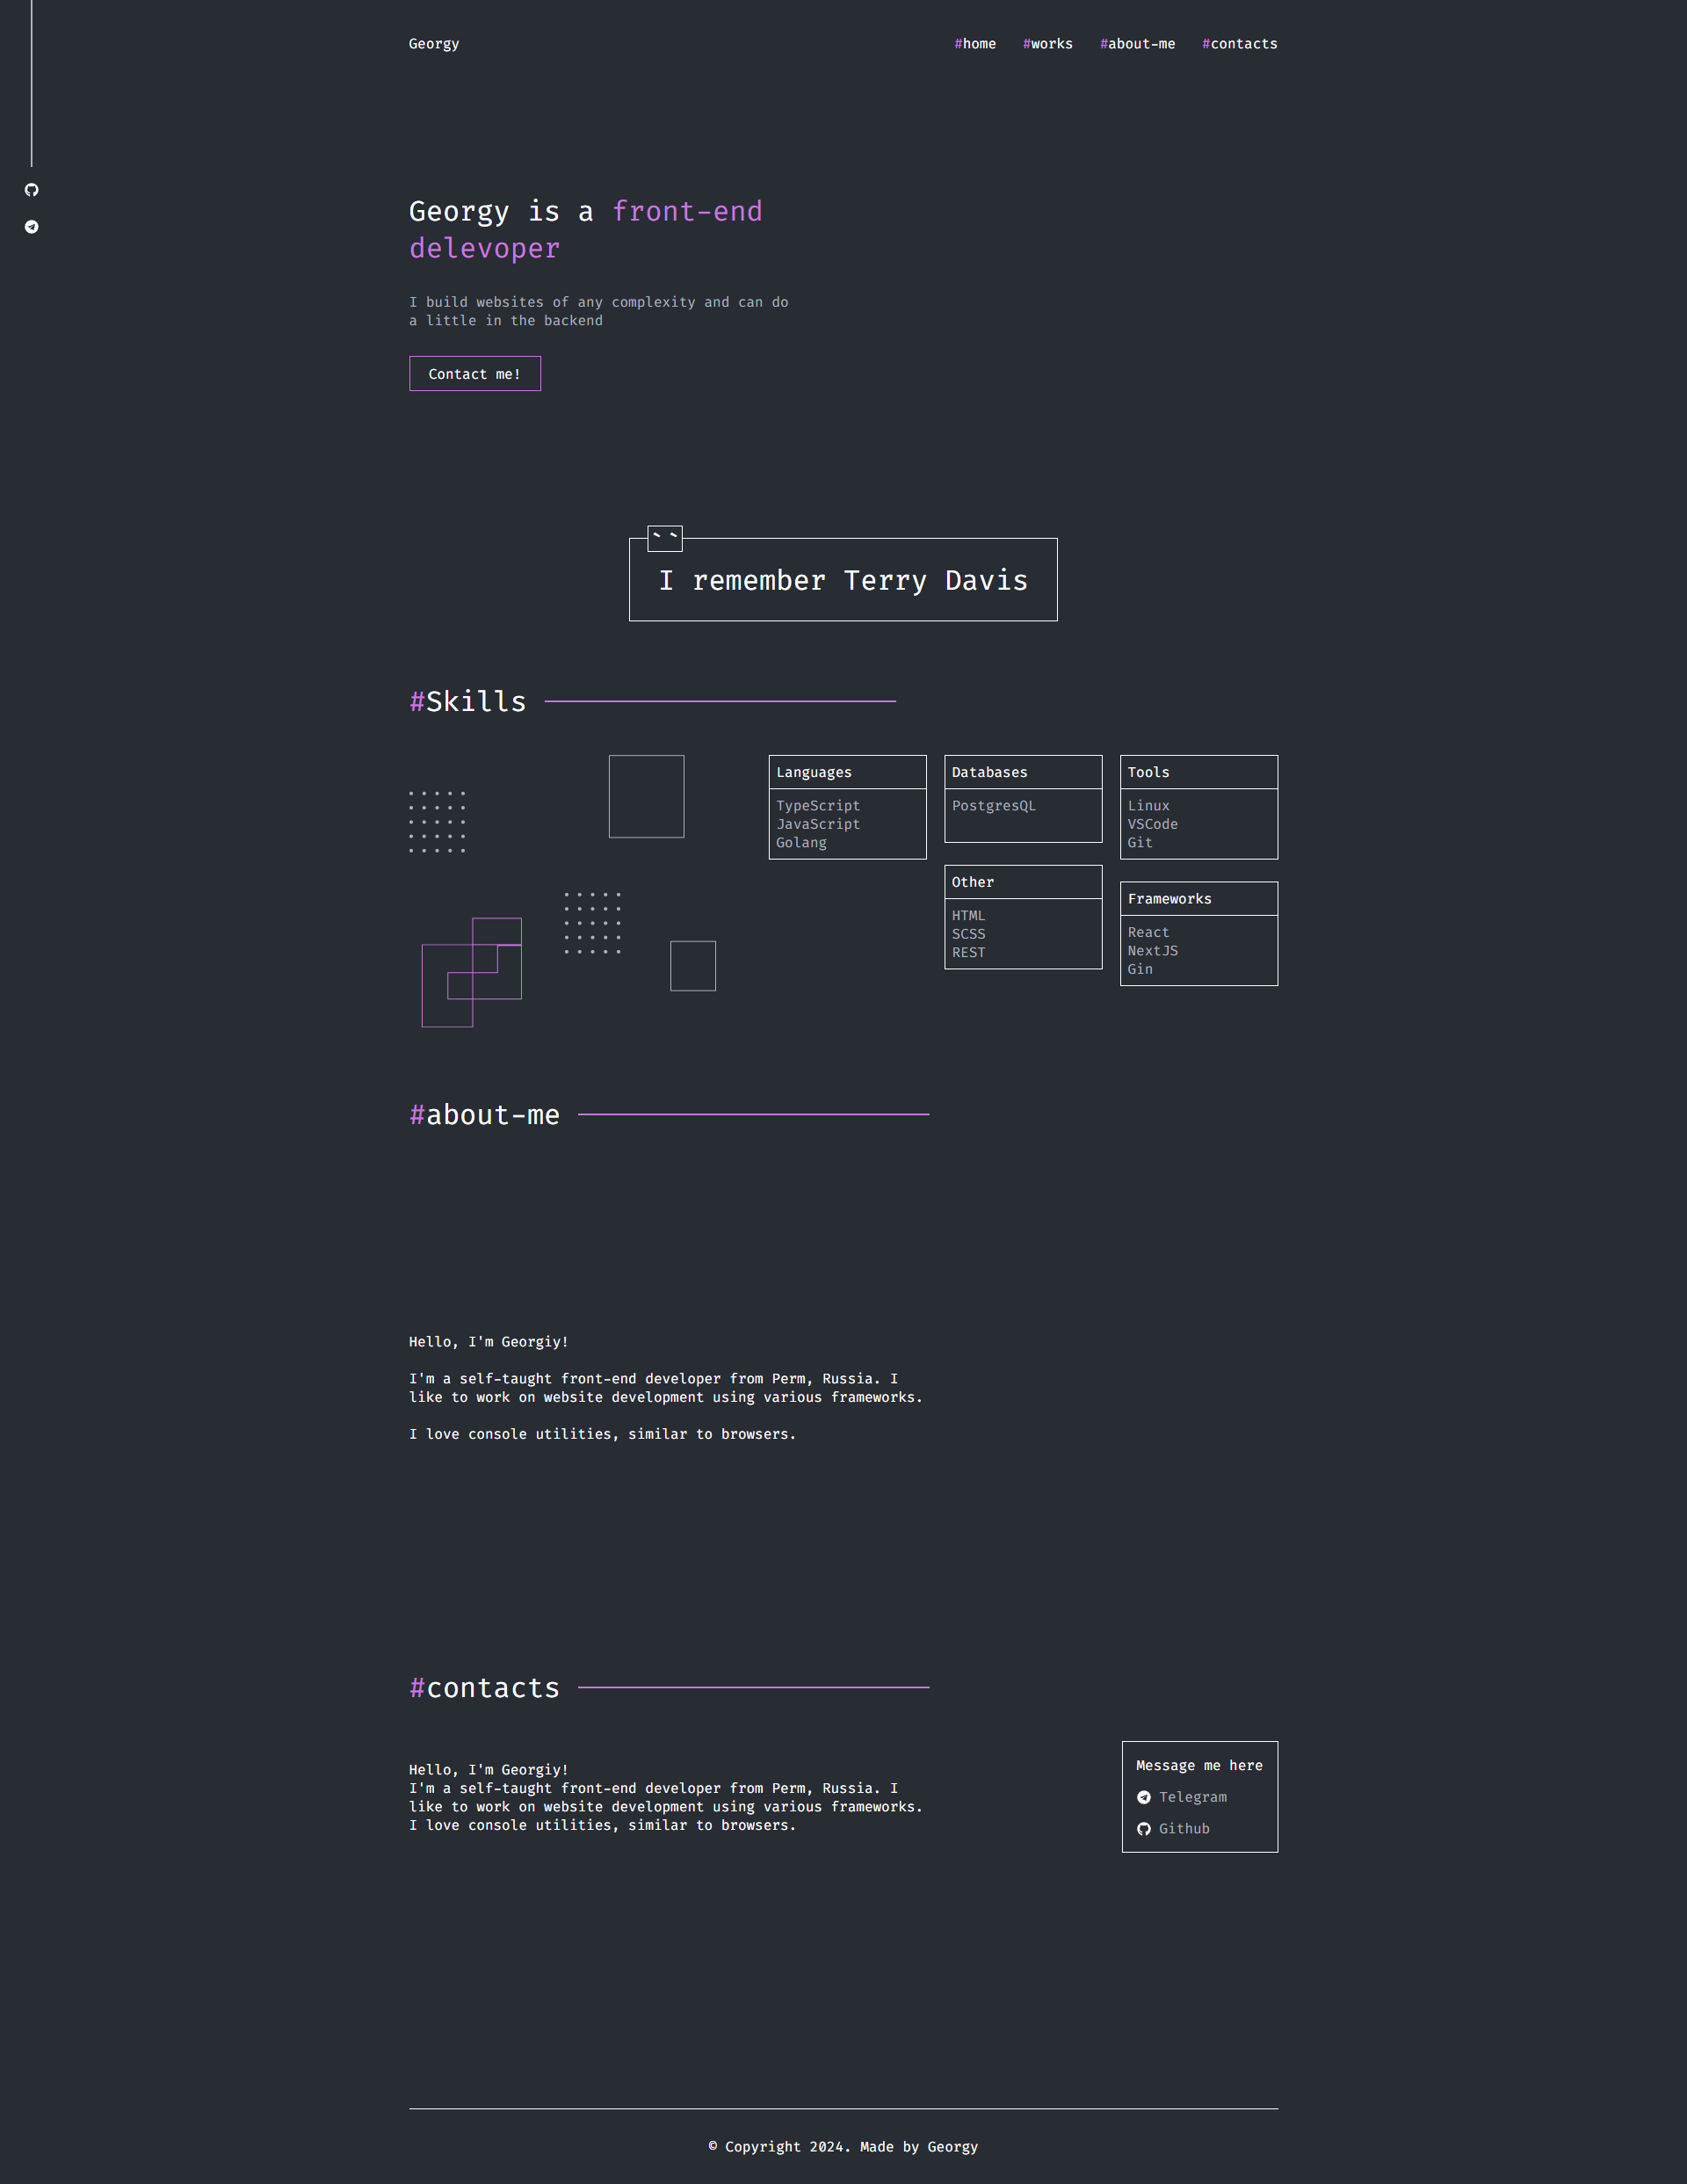 Georgy
#home #works #about-me #contacts
Georgy is a front-end
delevoper
I build websites of any complexity and can do
a little in the backend
Contact me!
I remember Terry Davis
#Skills
Languages
TypeScript
JavaScript
Golang
Databases
PostgresQL
Other
HTML
SCSS
REST
Tools
Linux
VSCode
Git
Frameworks
React
NextJS
Gin
#about-me
Hello, I'm Georgiy!
I'm a self-taught front-end developer from Perm, Russia. I
like to work on website development using various frameworks.
I love console utilities, similar to browsers.
#contacts
Hello, I'm Georgiy!
I'm a self-taught front-end developer from Perm, Russia. I
like to work on website development using various frameworks.
I love console utilities, similar to browsers.
Message me here
Telegram
Github
© Copyright 2024. Made by Georgy